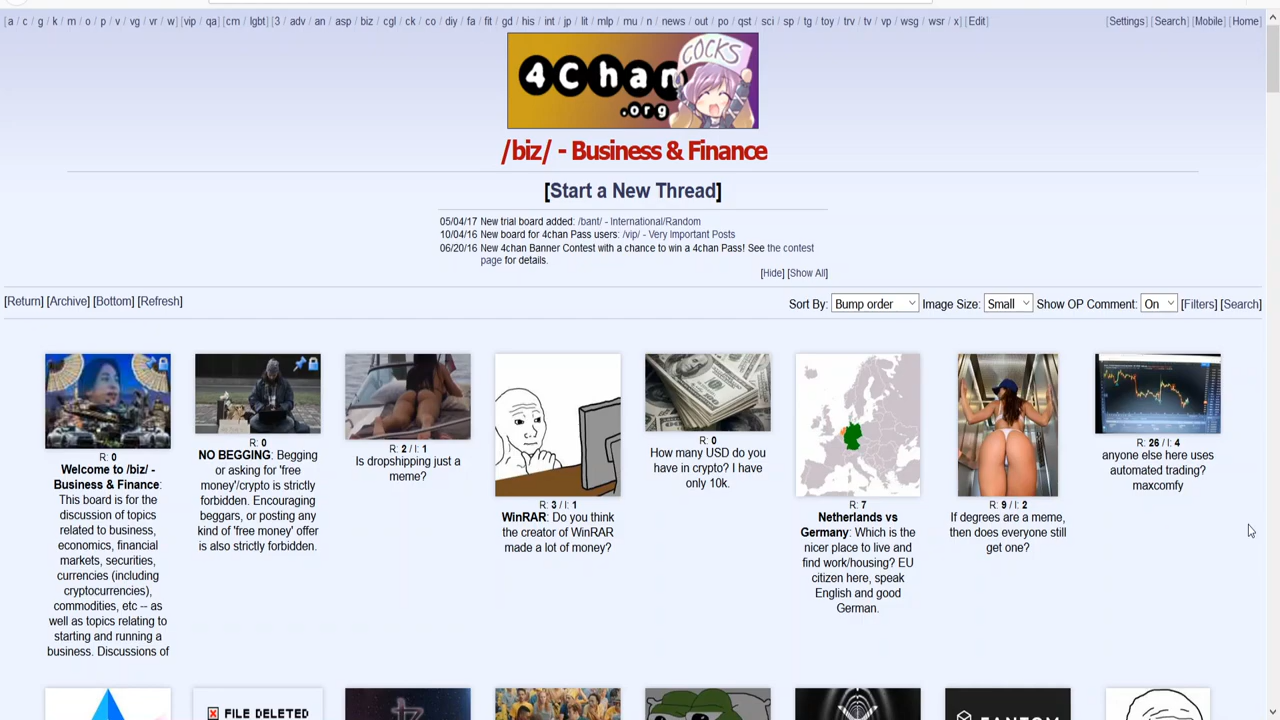 [a / c / g / k / m / o / p / v / vg / vr / w] [vip / qa] [cm / lgbt] [3 / adv / an / asp / biz / cgl / ck / co / diy / fa / fit / gd / his / int / jp / lit / mlp / mu / n / news / out / po / qst / sci / sp / tg / toy / trv / tv / vp / wsg / wsr / x] [Edit]
[Settings] [Search] [Mobile] [Home]
COCKS
4Chan
.org
/biz/ - Business & Finance
[Start a New Thread]
05/04/17 New trial board added: /bant/ - International/Random
10/04/16 New board for 4chan Pass users: /vip/ - Very Important Posts
06/20/16 New 4chan Banner Contest with a chance to win a 4chan Pass! See the contest
page for details.
[Hide] [Show All]
[Return] [Archive] [Bottom] [Refresh]
Sort By: Bump order Image Size: Small Show OP Comment: On [Filters] [Search]
R: 0
Welcome to /biz/ -
Business & Finance:
This board is for the
discussion of topics
related to business,
economics, financial
markets, securities,
currencies (including
cryptocurrencies),
commodities, etc -- as
well as topics relating to
starting and running a
business. Discussions of
R: 0
NO BEGGING: Begging
or asking for 'free
money'/crypto is strictly
forbidden. Encouraging
beggars, or posting any
kind of 'free money' offer
is also strictly forbidden.
R: 2 / I: 1
Is dropshipping just a
meme?
R: 3 / I: 1
WinRAR: Do you think
the creator of WinRAR
made a lot of money?
R: 0
How many USD do you
have in crypto? I have
only 10k.
R: 7
Netherlands vs
Germany: Which is the
nicer place to live and
find work/housing? EU
citizen here, speak
English and good
German.
R: 9 / I: 2
If degrees are a meme,
then does everyone still
get one?
R: 26 / I: 4
anyone else here uses
automated trading?
maxcomfy
FILE DELETED
FANTOM